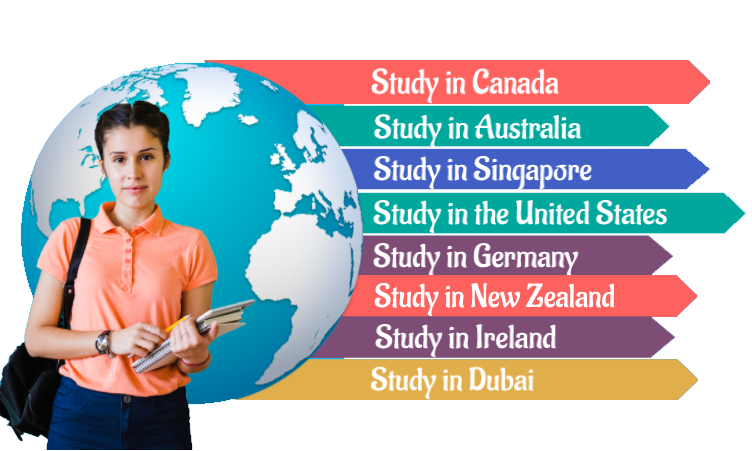 Study in Canada
Study in Australia
Study in Singapore
Study in the United States
Study in Germany
Study in New Zealand
Study in Ireland
Study in Dubai